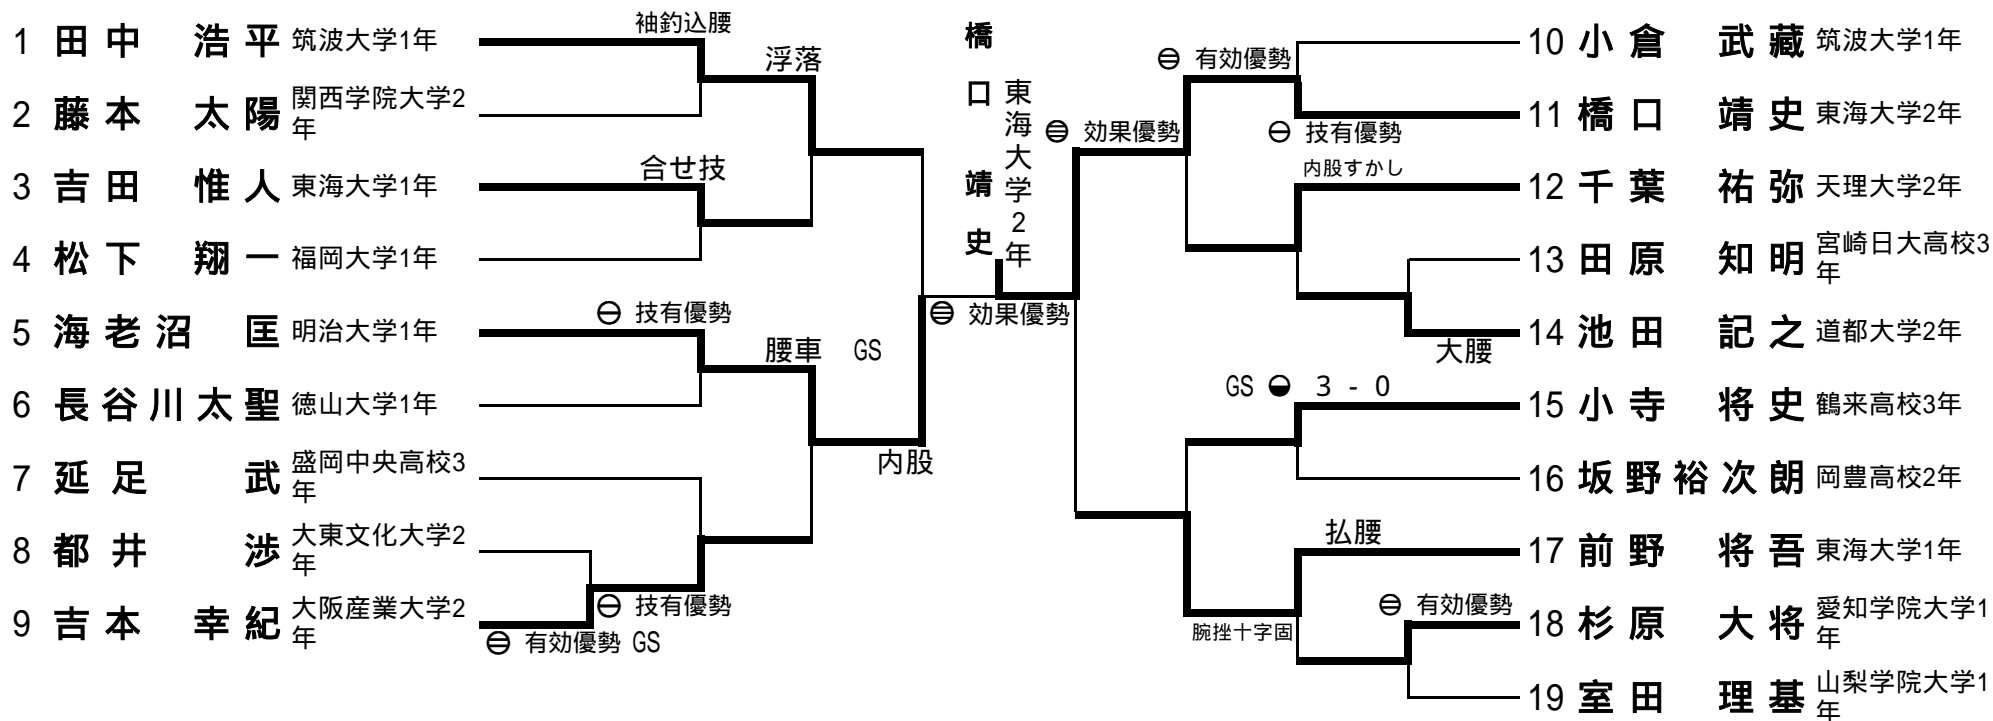 1 田中 浩平 筑波大学1年
袖釣込腰
浮落
2 藤本 太陽 関西学院大学2
年
3 吉田 惟人 東海大学1年
合せ技
4 松下 翔一 福岡大学1年
5 海老沼 匡 明治大学1年
技有優勢
腰車 GS
6 長谷川太聖 徳山大学1年
内股
7 延足 武 盛岡中央高校3
年
8 都井 渉 大東文化大学2
年
技有優勢
9 吉本 幸紀 大阪産業大学2
年
有効優勢 GS
橋口 靖史
東海大学2年
効果優勢
10 小倉 武藏 筑波大学1年
有効優勢
11 橋口 靖史 東海大学2年
効果優勢
技有優勢
内股すかし
12 千葉 祐弥 天理大学2年
13 田原 知明 宮崎日大高校3
年
14 池田 記之 道都大学2年
大腰
GS 3 - 0
15 小寺 将史 鶴来高校3年
16 坂野裕次朗 岡豊高校2年
払腰
17 前野 将吾 東海大学1年
有効優勢
18 杉原 大将 愛知学院大学1
年
腕挫十字固
19 室田 理基 山梨学院大学1
年